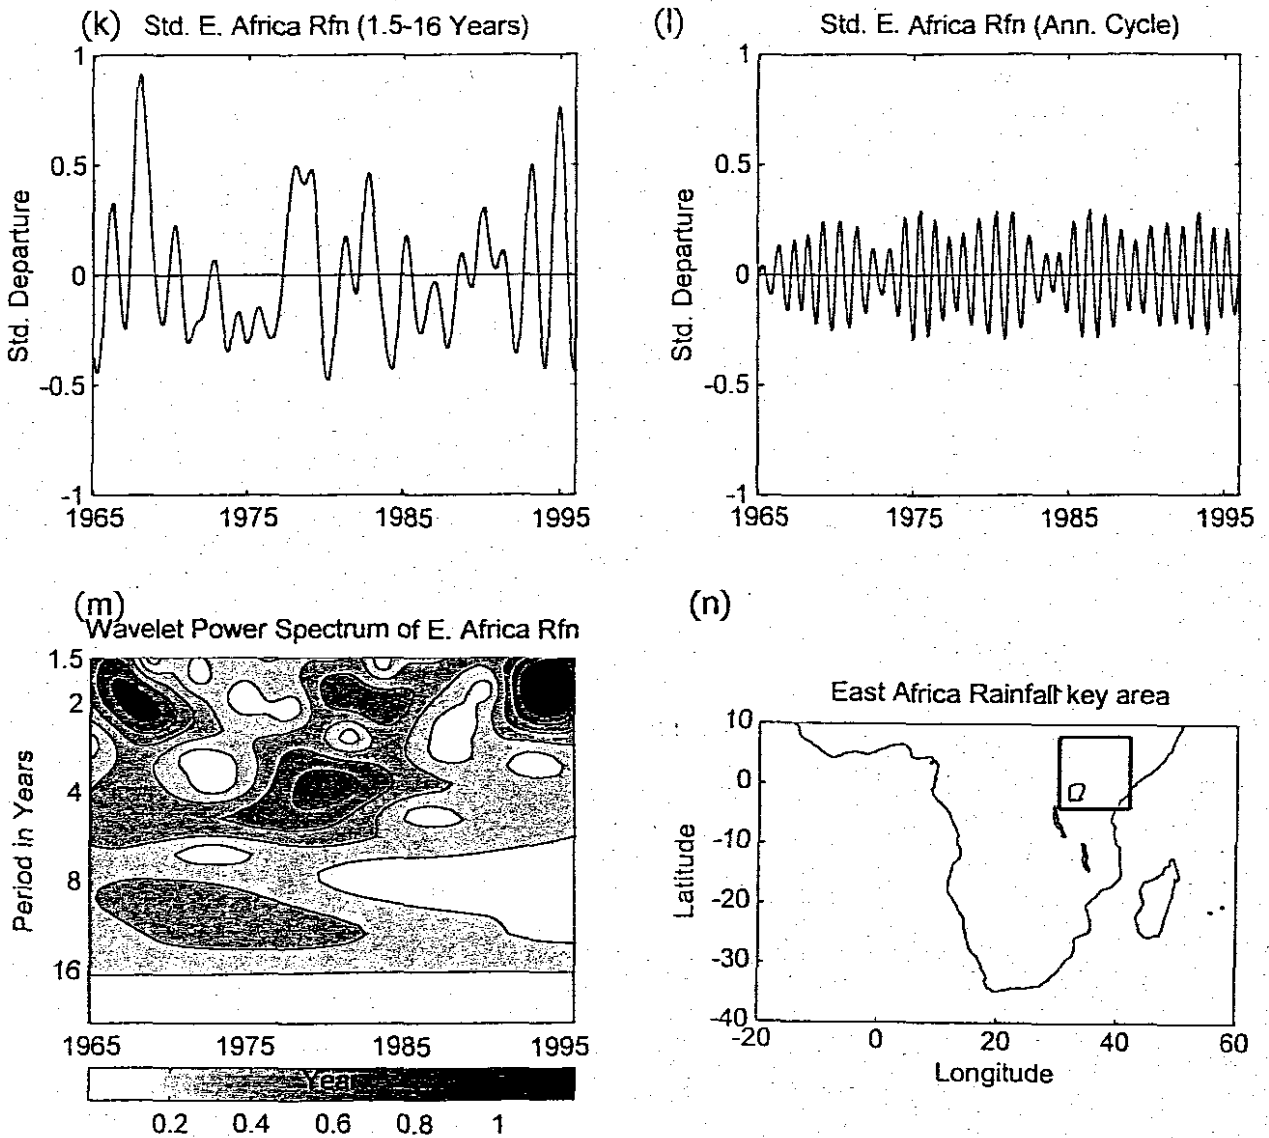 (k) Std. E. Africa Rfn (1.5-16 Years)
1
0.5
0
-0.5
-1
Std. Departure
1965 1975 1985 1995
(l) Std. E. Africa Rfn (Ann. Cycle)
1
0.5
0
-0.5
-1
Std. Departure
1965 1975 1985 1995
(m)
Wavelet Power Spectrum of E. Africa Rfn
1.5
2
4
8
16
Period in Years
1965 1975 1985 1995
Year
0.2 0.4 0.6 0.8 1
(n)
East Africa Rainfall key area
10
0
-10
-20
-30
-40
Latitude
-20 0 20 40 60
Longitude